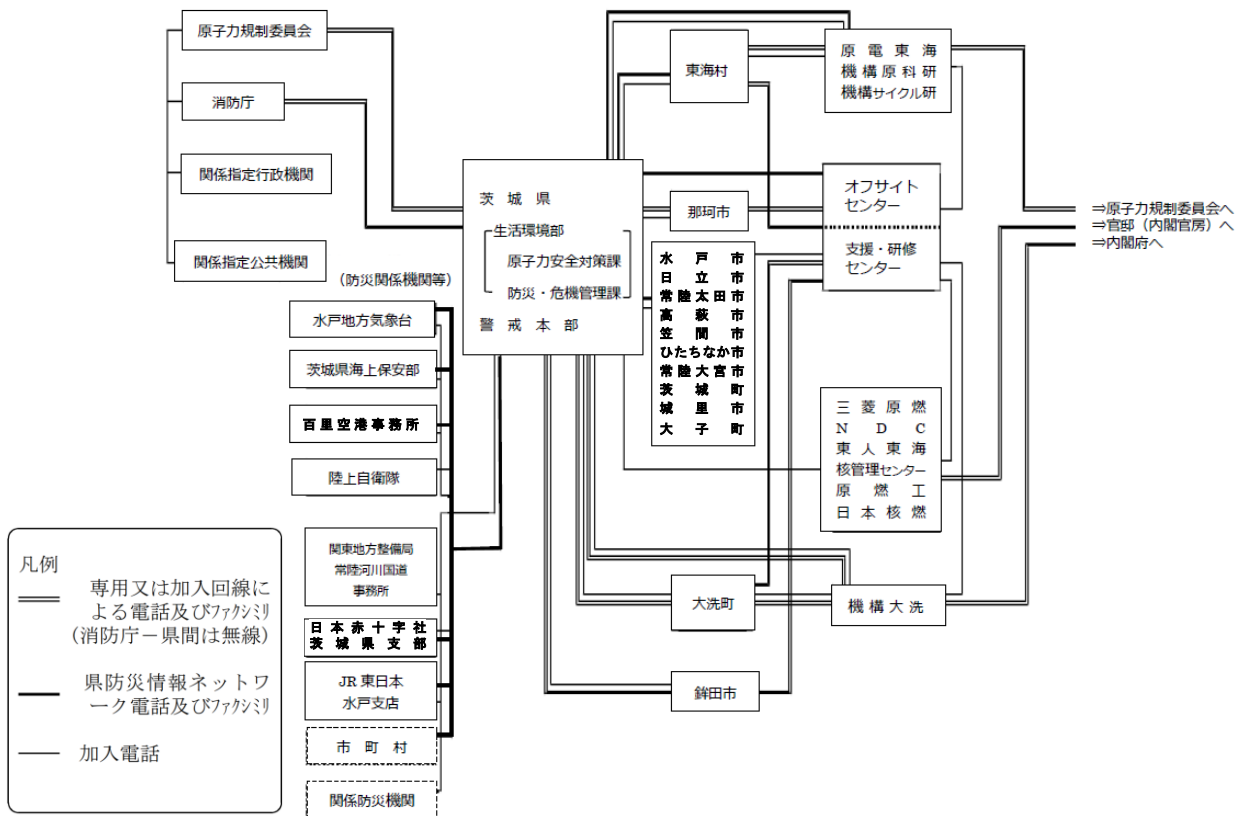 原子力規制委員会
消防庁
関係指定行政機関
関係指定公共機関
(防災関係機関等)
水戸地方気象台
茨城県海上保安部
百里空港事務所
陸上自衛隊
関東地方整備局
常陸河川国道
事務所
日本赤十字社
茨城県支部
JR東日本
水戸支店
市町村
関係防災機関
凡例
専用又は加入回線に
よる電話及びファクシミリ
(消防庁-県間は無線)
県防災情報ネットワ
ーク電話及びファクシミリ
加入電話
茨城県
生活環境部
原子力安全対策課
防災・危機管理課
警戒本部
東海村
那珂市
水戸市
日立市
常陸太田市
高萩市
笠間市
ひたちなか市
常陸大宮市
茨城町
城里市
大子町
大洗町
鉾田市
原電東海
機構原科研
機構サイクル研
オフサイト
センター
支援・研修
センター
三菱原燃
NDC
東人東海
核管理センター
原燃工
日本核燃
機構大洗
⇒原子力規制委員会へ
⇒官邸(内閣官房)へ
⇒内閣府へ